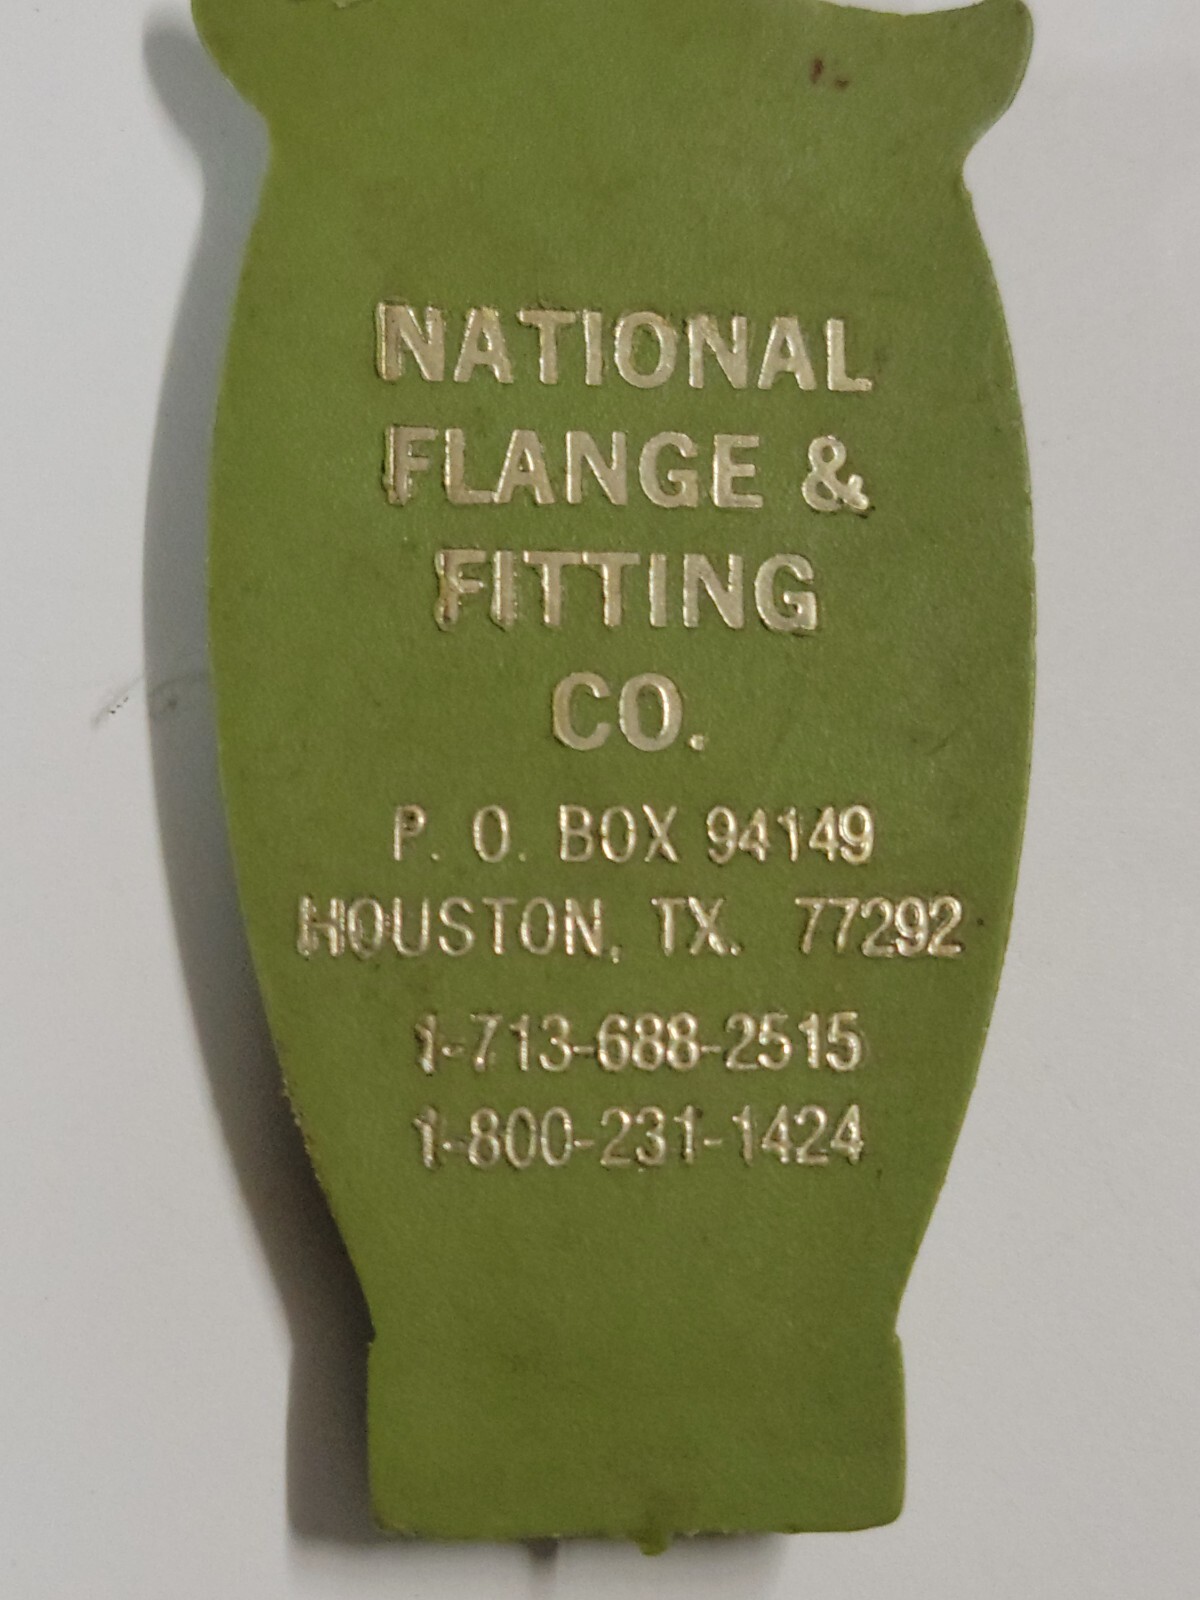 NATIONAL
FLANGE &
FITTING
CO.
P. O. BOX 94149
HOUSTON, TX. 77292
1-713-688-2515
1-800-231-1424